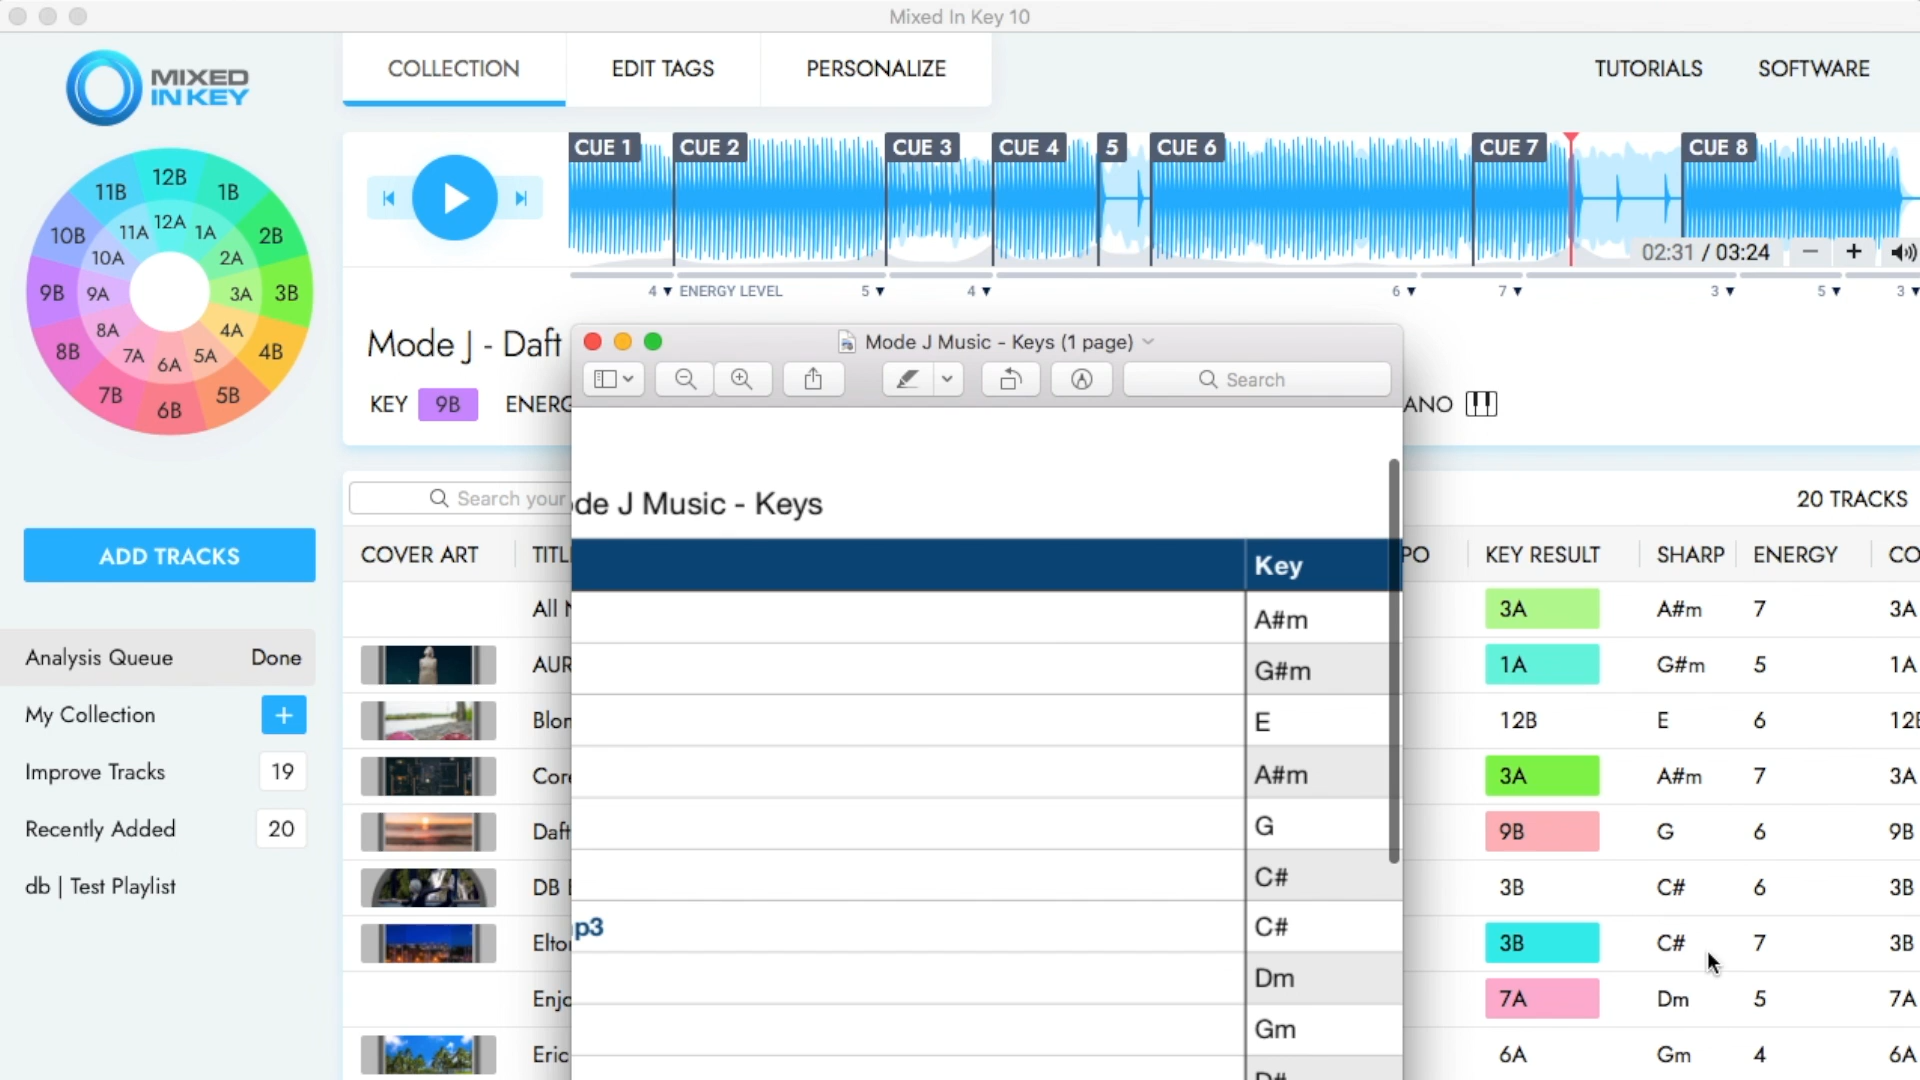 Mixed In Key 10
MIXED
IN KEY
COLLECTION
EDIT TAGS
PERSONALIZE
TUTORIALS
SOFTWARE
CUE 1
CUE 2
CUE 3
CUE 4
5
CUE 6
CUE 7
CUE 8
02:31 / 03:24
4 ▼ ENERGY LEVEL
5 ▼
4 ▼
6 ▼
7 ▼
3 ▼
5 ▼
3 ▼
12B
1B
2B
3B
4B
5B
6B
7B
8B
9B
10B
11B
12A
1A
2A
3A
4A
5A
6A
7A
8A
9A
10A
11A
Mode J - Daft
KEY 9B ENERG
ANO
Mode J Music - Keys (1 page)
Search
de J Music - Keys
Key
A#m
G#m
E
A#m
G
C#
p3 C#
Dm
Gm
D#
Search your
20 TRACKS
COVER ART TITL PO KEY RESULT SHARP ENERGY CO
All 3A A#m 7 3A
AUR 1A G#m 5 1A
Blon 12B E 6 12B
Core 3A A#m 7 3A
Daft 9B G 6 9B
DB 3B C# 6 3B
Elto 3B C# 7 3B
Enjo 7A Dm 5 7A
Eric 6A Gm 4 6A
ADD TRACKS
Analysis Queue Done
My Collection +
Improve Tracks 19
Recently Added 20
db | Test Playlist